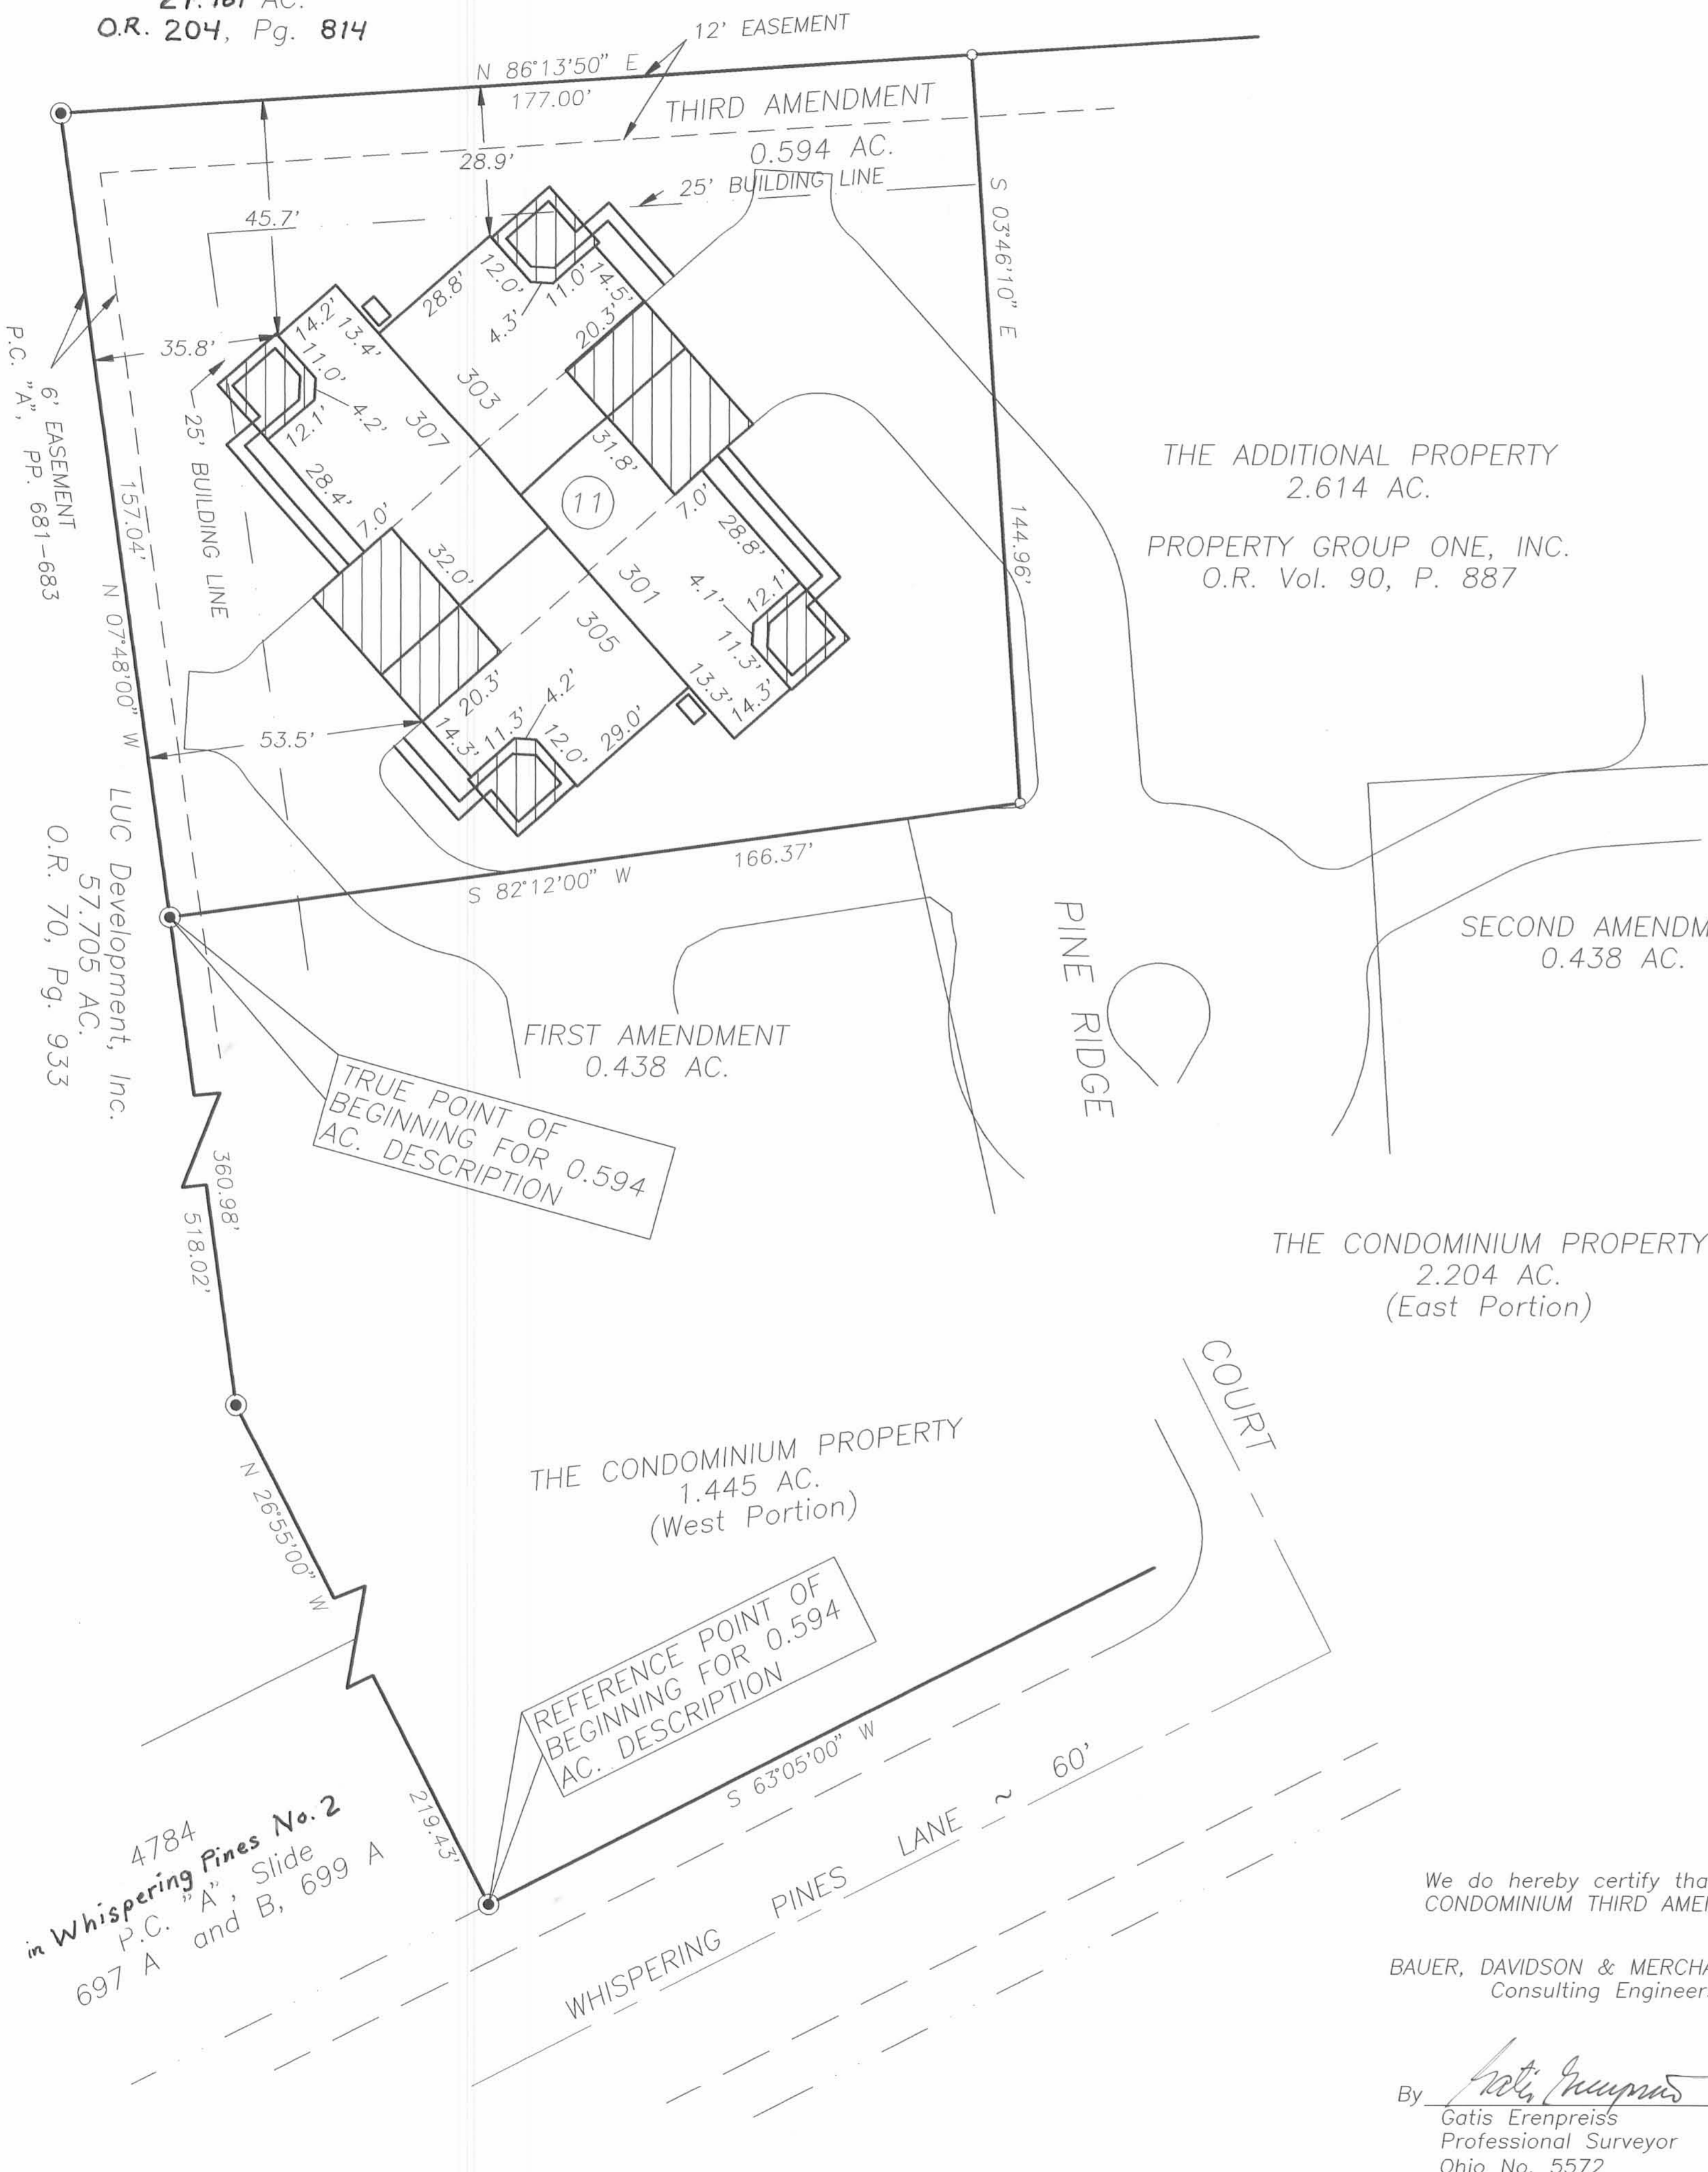 27.181 AC.
O.R. 204, Pg. 814
12' EASEMENT
N 86°13'50" E
177.00'
THIRD AMENDMENT
0.594 AC.
25' BUILDING LINE
28.9'
45.7'
S 03°46'10" E
144.96'
35.8'
14.2'
13.4'
28.8'
12.0'
4.3'
11.0'
14.5'
20.3'
11.0'
4.2'
12.1'
28.4'
7.0'
32.0'
303
307
31.8'
11
301
305
7.0'
28.8'
4.1'
12.1'
11.3'
13.3'
14.3'
20.3'
14.3'
11.3'
4.2'
12.0'
29.0'
53.5'
25' BUILDING LINE
6' EASEMENT
P.C. "A", PP. 681-683
157.04'
N 07°48'00" W
THE ADDITIONAL PROPERTY
2.614 AC.
PROPERTY GROUP ONE, INC.
O.R. Vol. 90, P. 887
LUC Development, Inc.
57.705 AC.
O.R. 70, Pg. 933
166.37'
S 82°12'00" W
PINE RIDGE
SECOND AMENDM
0.438 AC.
FIRST AMENDMENT
0.438 AC.
TRUE POINT OF
BEGINNING FOR 0.594
AC. DESCRIPTION
360.98'
518.02'
THE CONDOMINIUM PROPERTY
2.204 AC.
(East Portion)
COURT
THE CONDOMINIUM PROPERTY
1.445 AC.
(West Portion)
N 26°55'00" W
REFERENCE POINT OF
BEGINNING FOR 0.594
AC. DESCRIPTION
S 63°05'00" W
219.43'
WHISPERING PINES LANE ~ 60'
4784
in Whispering Pines No. 2
P.C. "A", Slide
697 A and B, 699 A
We do hereby certify tha
CONDOMINIUM THIRD AME
BAUER, DAVIDSON & MERCHA
Consulting Engineer
By Gatis Erenpreiss
Gatis Erenpreiss
Professional Surveyor
Ohio No. 5572